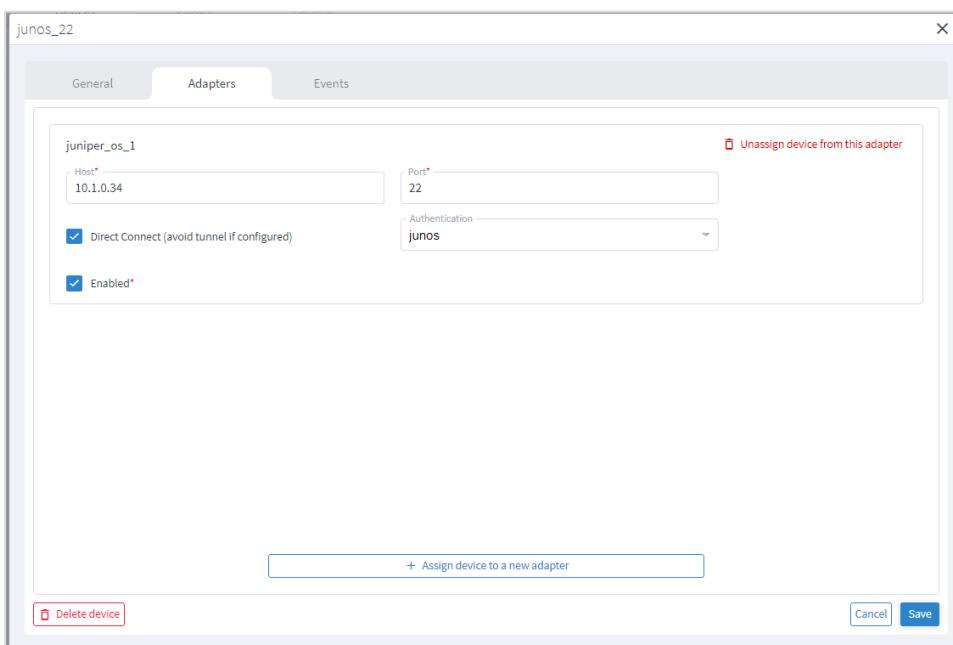 junos_22
General Adapters Events
juniper_os_1 Unassign device from this adapter
Host* Port*
10.1.0.34 22
Authentication
Direct Connect (avoid tunnel if configured) junos
Enabled*
+ Assign device to a new adapter
Delete device Cancel Save